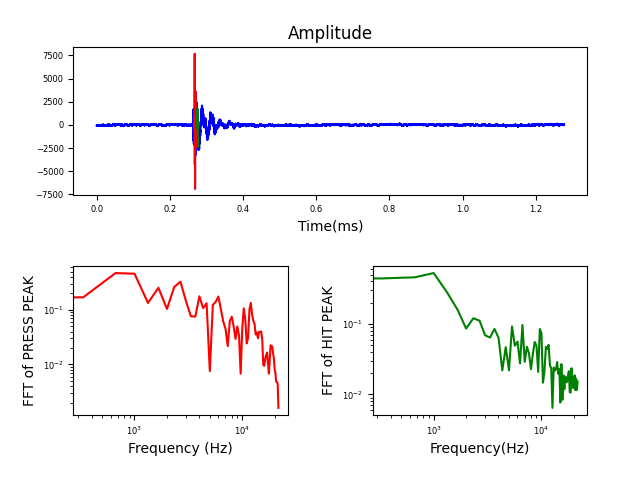 Amplitude
7500
5000
2500
0
−2500
−5000
−7500
0.0 0.2 0.4 0.6 0.8 1.0 1.2
Time(ms)
FFT of PRESS PEAK
10⁻¹
10⁻²
10³ 10⁴
Frequency (Hz)
FFT of HIT PEAK
10⁻¹
10⁻²
10³ 10⁴
Frequency(Hz)